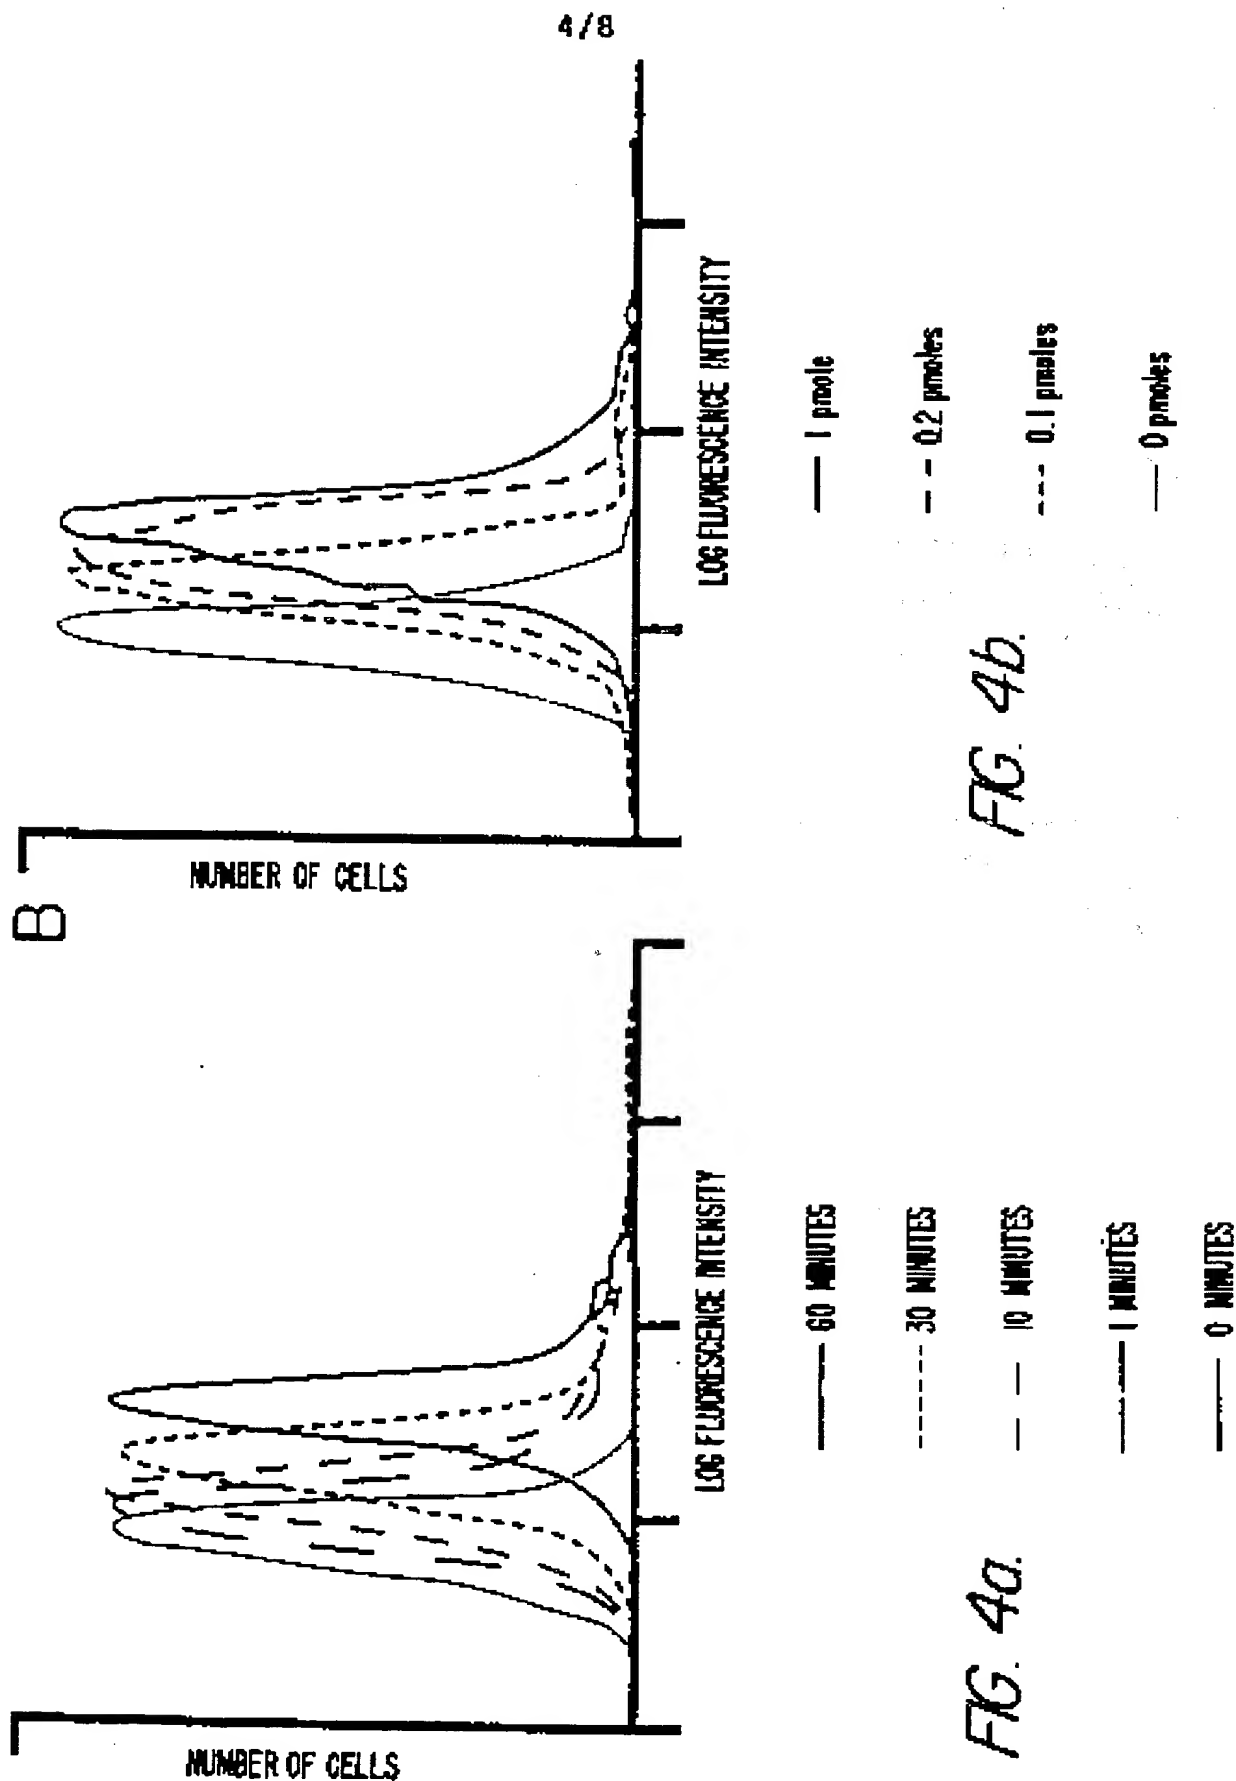 4/8
B
NUMBER OF CELLS
LOG FLUORESCENCE INTENSITY
60 MINUTES
30 MINUTES
10 MINUTES
1 MINUTES
0 MINUTES
FIG. 4a.
NUMBER OF CELLS
LOG FLUORESCENCE INTENSITY
1 pmole
0.2 pmoles
0.1 pmoles
0 pmoles
FIG. 4b.